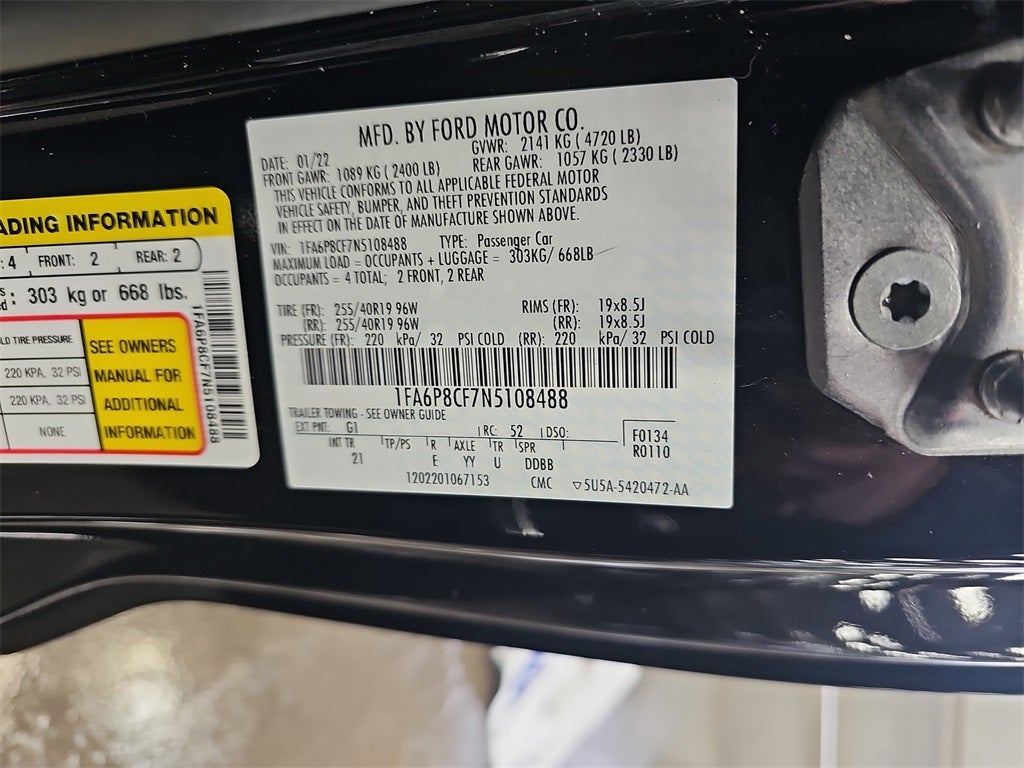 ADING INFORMATION
: 4 FRONT: 2 REAR: 2
303 kg or 668 lbs.
LD TIRE PRESSURE
220 KPA, 32 PSI
220 KPA, 32 PSI
NONE
SEE OWNERS
MANUAL FOR
ADDITIONAL
INFORMATION
1FA6P8CF7N5108488
MFD. BY FORD MOTOR CO.
DATE: 01/22 GVWR: 2141 KG ( 4720 LB)
FRONT GAWR: 1089 KG ( 2400 LB) REAR GAWR: 1057 KG ( 2330 LB)
THIS VEHICLE CONFORMS TO ALL APPLICABLE FEDERAL MOTOR
VEHICLE SAFETY, BUMPER, AND THEFT PREVENTION STANDARDS
IN EFFECT ON THE DATE OF MANUFACTURE SHOWN ABOVE.
VIN: 1FA6P8CF7N5108488 TYPE: Passenger Car
MAXIMUM LOAD = OCCUPANTS + LUGGAGE = 303KG/ 668LB
OCCUPANTS = 4 TOTAL; 2 FRONT, 2 REAR
TIRE (FR): 255/40R19 96W RIMS (FR): 19x8.5J
(RR): 255/40R19 96W (RR): 19x8.5J
PRESSURE (FR): 220 kPa/ 32 PSI COLD (RR): 220 kPa/ 32 PSI COLD
1FA6P8CF7N5108488
TRAILER TOWING - SEE OWNER GUIDE
EXT PNT: G1 RC: 52 DSO: F0134
INT TR TP/PS R AXLE TR SPR R0110
21 E YY U DDBB
1202201067153 CMC ▽5U5A-5420472-AA